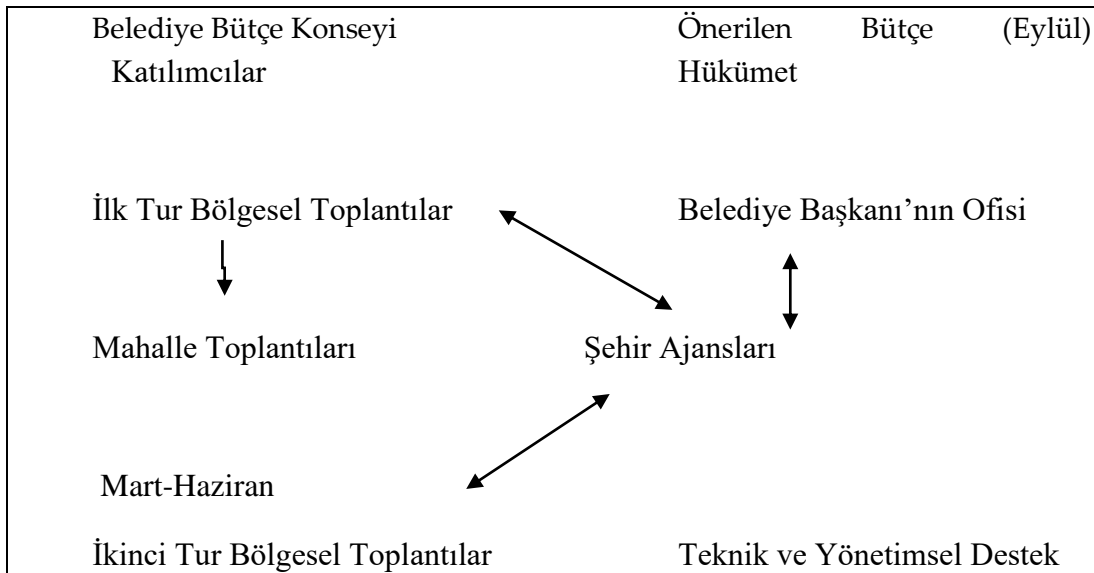 Belediye Bütçe Konseyi Önerilen Bütçe (Eylül)
Katılımcılar Hükümet
İlk Tur Bölgesel Toplantılar Belediye Başkanı’nın Ofisi
Mahalle Toplantıları Şehir Ajansları
Mart-Haziran
İkinci Tur Bölgesel Toplantılar Teknik ve Yönetimsel Destek